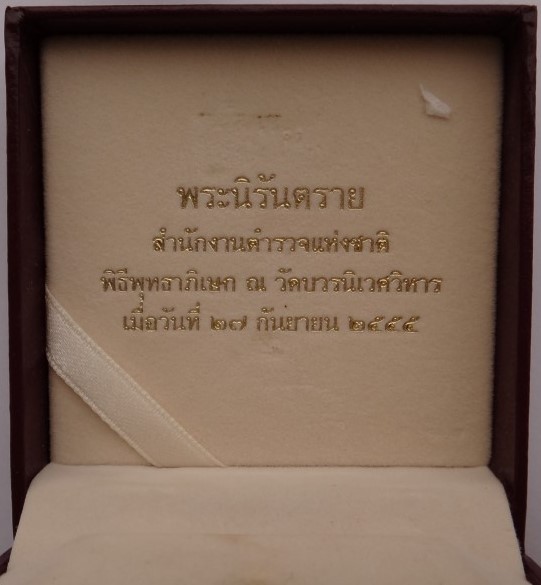 พระนิรันตราย
สำนักงานตำรวจแห่งชาติ
พิธีพุทธาภิเษก ณ วัดบวรนิเวศวิหาร
เมื่อวันที่ ๒๗ กันยายน ๒๕๕๕